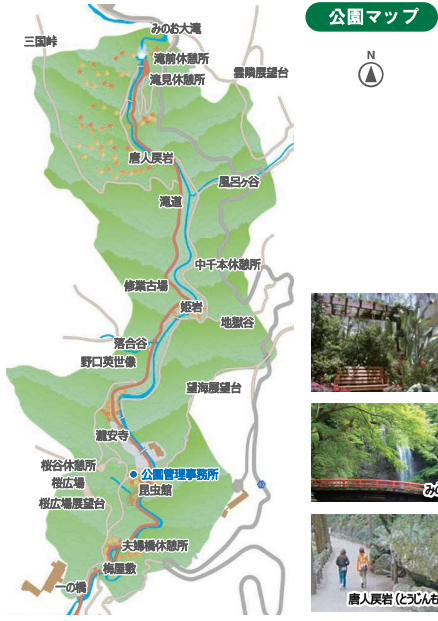 公園マップ
みのお大滝
三国峠
滝前休憩所
雲隣展望台
滝見休憩所
N
唐人戻岩
風呂ヶ谷
滝道
中千本休憩所
修業古場
姫岩
地獄谷
落合谷
野口英世像
望海展望台
瀧安寺
桜谷休憩所
公園管理事務所
桜広場
昆虫館
桜広場展望台
みの
夫婦橋休憩所
梅屋敷
一の橋
唐人戻岩(とうじんも